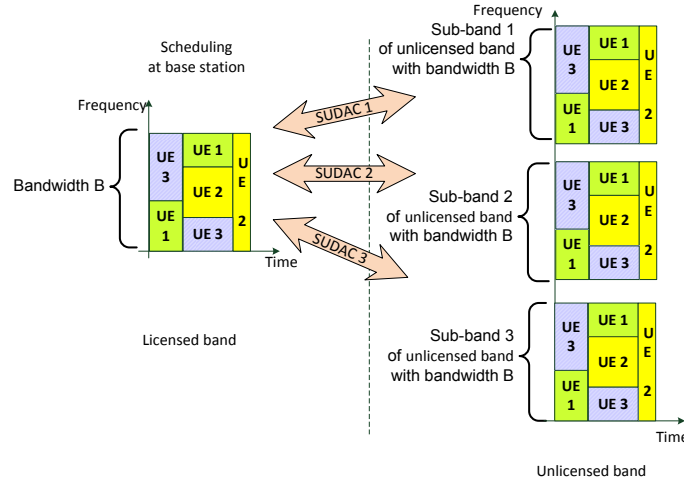 Scheduling
at base station
Frequency
Bandwidth B
UE
3
UE
1
UE 1
UE 2
UE 3
U
E
2
Time
Licensed band
SUDAC 1
SUDAC 2
SUDAC 3
Frequency
Sub-band 1
of unlicensed band
with bandwidth B
UE
3
UE
1
UE 1
UE 2
UE 3
U
E
2
Sub-band 2
of unlicensed band
with bandwidth B
UE
3
UE
1
UE 1
UE 2
UE 3
U
E
2
Sub-band 3
of unlicensed band
with bandwidth B
UE
3
UE
1
UE 1
UE 2
UE 3
U
E
2
Time
Unlicensed band